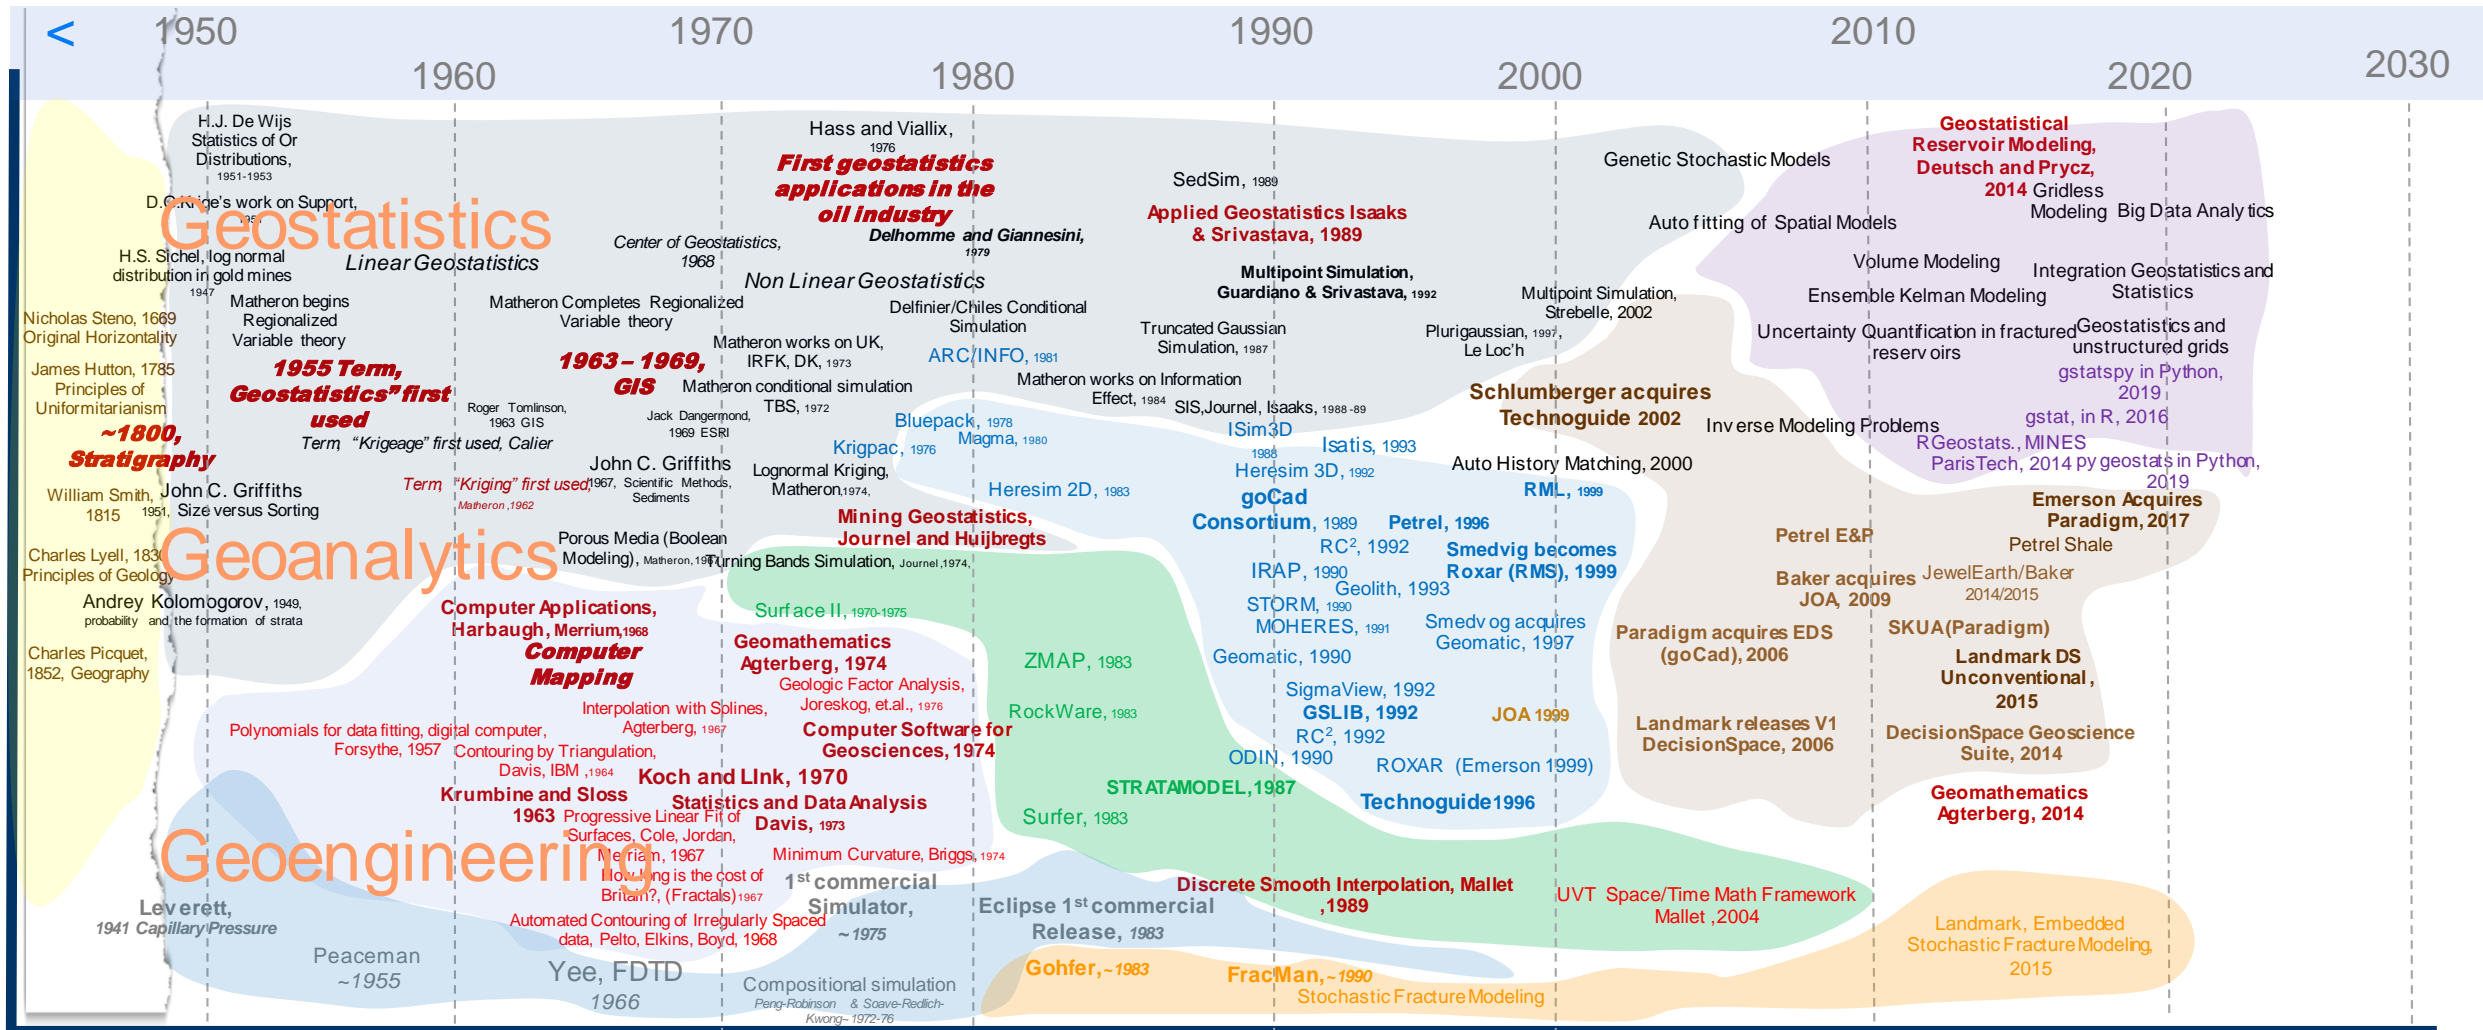 <
1950
1970
1990
2010
1960
1980
2000
2020
2030
H.J. De Wijs
Statistics of Or
Distributions,
1951-1953
D.G.Krige's work on Support,
Geostatistics
H.S. Sichel, log normal
distribution in gold mines
1947
Linear Geostatistics
Matheron begins
Regionalized
Variable theory
Nicholas Steno, 1669
Original Horizontality
James Hutton, 1785
Principles of
Uniformitarianism
~1800,
Stratigraphy
William Smith,
1815
Charles Lyell, 1830
Principles of Geology
Charles Picquet,
1852, Geography
1955 Term,
Geostatistics" first
used
Term, "Krigeage" first used, Calier
John C. Griffiths
1951, Size versus Sorting
Geoanalytics
Andrey Kolomogorov, 1949,
probability and the formation of strata
Hass and Viallix,
1976
First geostatistics
applications in the
oil industry
Delhomme and Giannesini,
1979
Center of Geostatistics,
1968
Non Linear Geostatistics
Matheron Completes Regionalized
Variable theory
Delfinier/Chiles Conditional
Simulation
Matheron works on UK,
IRFK, DK, 1973
ARC/INFO, 1981
1963 – 1969,
GIS
Matheron conditional simulation
TBS, 1972
Roger Tomlinson,
1963 GIS
Jack Dangermond,
1969 ESRI
Matheron works on Information
Effect, 1984
Bluepack, 1978
Magma, 1980
Krigpac, 1976
John C. Griffiths
1967, Scientific Methods,
Sediments
Lognormal Kriging,
Matheron,1974,
Term, "Kriging" first used,
Matheron ,1962
Heresim 2D, 1983
Mining Geostatistics,
Journel and Huijbregts
Porous Media (Boolean
Modeling), Matheron, 1967
Turning Bands Simulation, Journel,1974,
SedSim, 1989
Applied Geostatistics Isaaks
& Srivastava, 1989
Multipoint Simulation,
Guardiano & Srivastava, 1992
Truncated Gaussian
Simulation, 1987
Multipoint Simulation,
Strebelle, 2002
Plurigaussian, 1997,
Le Loc'h
SIS,Journel, Isaaks, 1988 -89
ISim3D
1988
Isatis, 1993
Heresim 3D, 1992
goCad
Consortium, 1989
Petrel, 1996
RC2, 1992
IRAP, 1990
Geolith, 1993
STORM, 1990
MOHERES, 1991
Geomatic, 1990
SigmaView, 1992
GSLIB, 1992
RC2, 1992
ODIN, 1990
Schlumberger acquires
Technoguide 2002
Auto History Matching, 2000
RML, 1999
Smedvig becomes
Roxar (RMS), 1999
Smedv og acquires
Geomatic, 1997
JOA 1999
ROXAR (Emerson 1999)
Technoguide1996
Genetic Stochastic Models
Auto fitting of Spatial Models
Geostatistical
Reservoir Modeling,
Deutsch and Prycz,
2014
Gridless
Modeling
Big Data Analytics
Volume Modeling
Integration Geostatistics and
Statistics
Ensemble Kelman Modeling
Uncertainty Quantification in fractured
reservoirs
Geostatistics and
unstructured grids
gstatspy in Python,
2019
gstat, in R, 2016
Inverse Modeling Problems
RGeostats., MINES
ParisTech, 2014
py geostats in Python,
2019
Emerson Acquires
Paradigm, 2017
Petrel E&P
Petrel Shale
Baker acquires
JOA, 2009
JewelEarth/Baker
2014/2015
Paradigm acquires EDS
(goCad), 2006
SKUA(Paradigm)
Landmark DS
Unconventional,
2015
Landmark releases V1
DecisionSpace, 2006
DecisionSpace Geoscience
Suite, 2014
Geomathematics
Agterberg, 2014
Computer Applications,
Harbaugh, Merrium,1968
Computer
Mapping
Surface II, 1970-1975
Geomathematics
Agterberg, 1974
Geologic Factor Analysis,
Joreskog, et.al., 1976
Interpolation with Splines,
Agterberg, 1967
Computer Software for
Geosciences, 1974
Polynomials for data fitting, digital computer,
Forsythe, 1957
Contouring by Triangulation,
Davis, IBM ,1964
Koch and LInk, 1970
Krumbine and Sloss
1963
Statistics and Data Analysis
Davis, 1973
Progressive Linear Fit of
Surfaces, Cole, Jordan,
Merriam, 1967
Geoengineering
Minimum Curvature, Briggs, 1974
How long is the cost of
Britain?, (Fractals) 1967
Automated Contouring of Irregularly Spaced
data, Pelto, Elkins, Boyd, 1968
ZMAP, 1983
RockWare, 1983
STRATAMODEL,1987
Surfer, 1983
Discrete Smooth Interpolation, Mallet
,1989
UVT Space/Time Math Framework
Mallet ,2004
Leverett,
1941 Capillary Pressure
Peaceman
~1955
Yee, FDTD
1966
1st commercial
Simulator,
~1975
Compositional simulation
Peng-Robinson & Soave-Redlich-
Kwong~ 1972-76
Eclipse 1st commercial
Release, 1983
Gohfer,~1983
FracMan,~1990
Stochastic Fracture Modeling
Landmark, Embedded
Stochastic Fracture Modeling,
2015